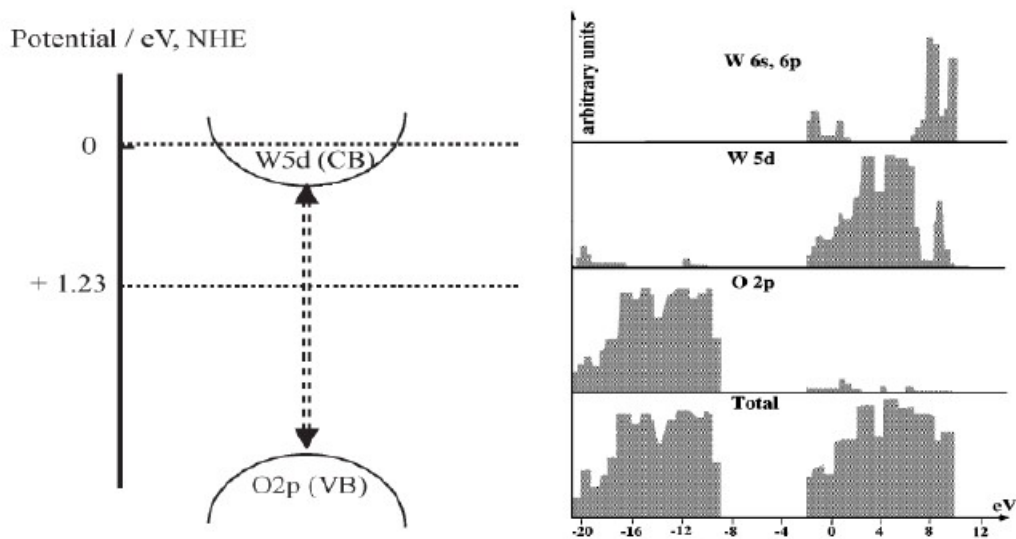 Potential / eV, NHE
0
W5d (CB)
+ 1.23
O2p (VB)
arbitrary units
W 6s, 6p
W 5d
O 2p
Total
-20 -16 -12 -8 -4 0 4 8 12
eV